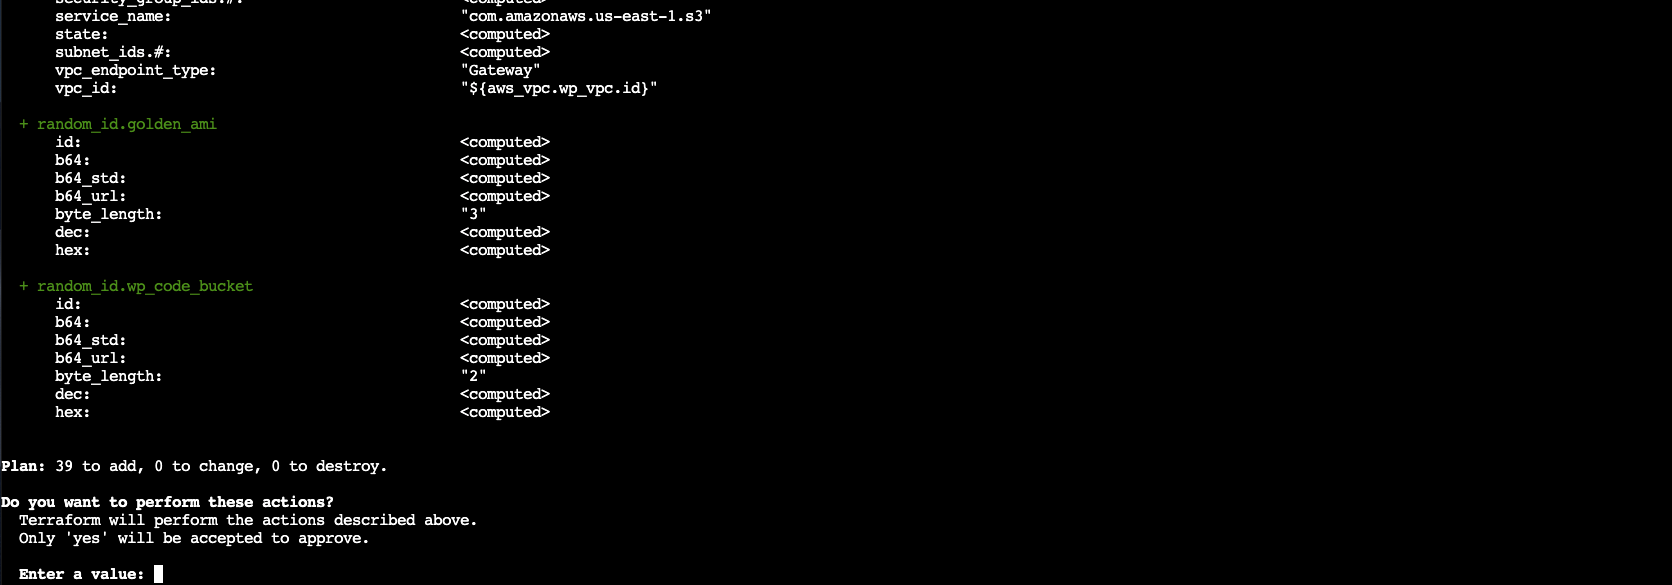 security_group_ids.#: <computed>
service_name: "com.amazonaws.us-east-1.s3"
state: <computed>
subnet_ids.#: <computed>
vpc_endpoint_type: "Gateway"
vpc_id: "${aws_vpc.wp_vpc.id}"
+ random_id.golden_ami
id: <computed>
b64: <computed>
b64_std: <computed>
b64_url: <computed>
byte_length: "3"
dec: <computed>
hex: <computed>
+ random_id.wp_code_bucket
id: <computed>
b64: <computed>
b64_std: <computed>
b64_url: <computed>
byte_length: "2"
dec: <computed>
hex: <computed>
Plan: 39 to add, 0 to change, 0 to destroy.
Do you want to perform these actions?
Terraform will perform the actions described above.
Only 'yes' will be accepted to approve.
Enter a value: